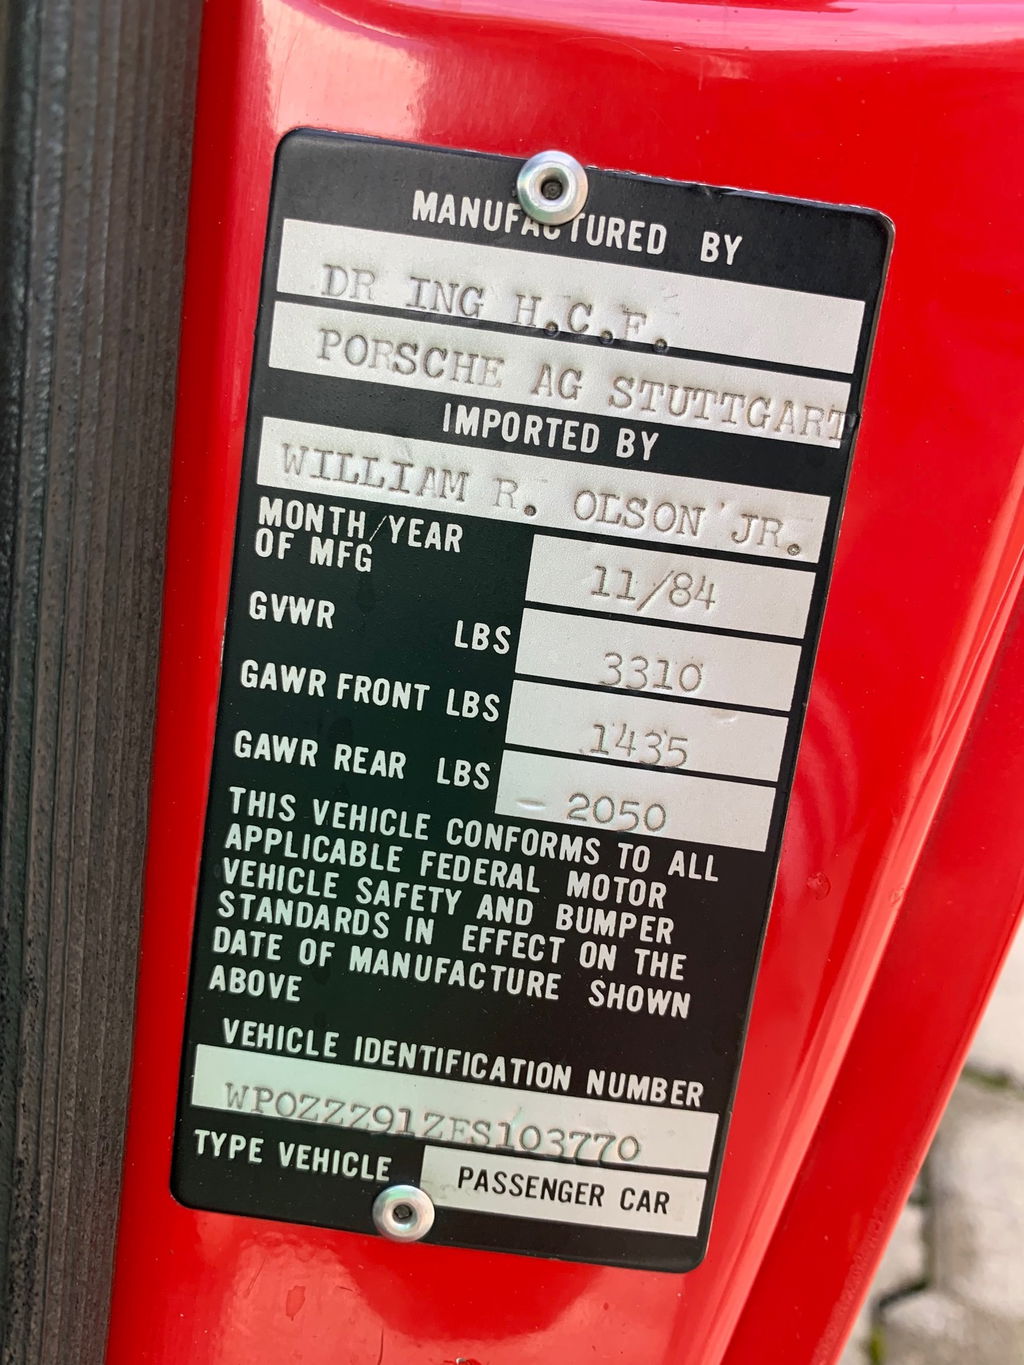 MANUFACTURED BY
DR ING H.C.F.
PORSCHE AG STUTTGART
IMPORTED BY
WILLIAM R. OLSON JR.
MONTH/YEAR
OF MFG 11/84
GVWR LBS 3310
GAWR FRONT LBS 1435
GAWR REAR LBS 2050
THIS VEHICLE CONFORMS TO ALL
APPLICABLE FEDERAL MOTOR
VEHICLE SAFETY AND BUMPER
STANDARDS IN EFFECT ON THE
DATE OF MANUFACTURE SHOWN
ABOVE
VEHICLE IDENTIFICATION NUMBER
WPOZZZ91ZFS103770
TYPE VEHICLE PASSENGER CAR